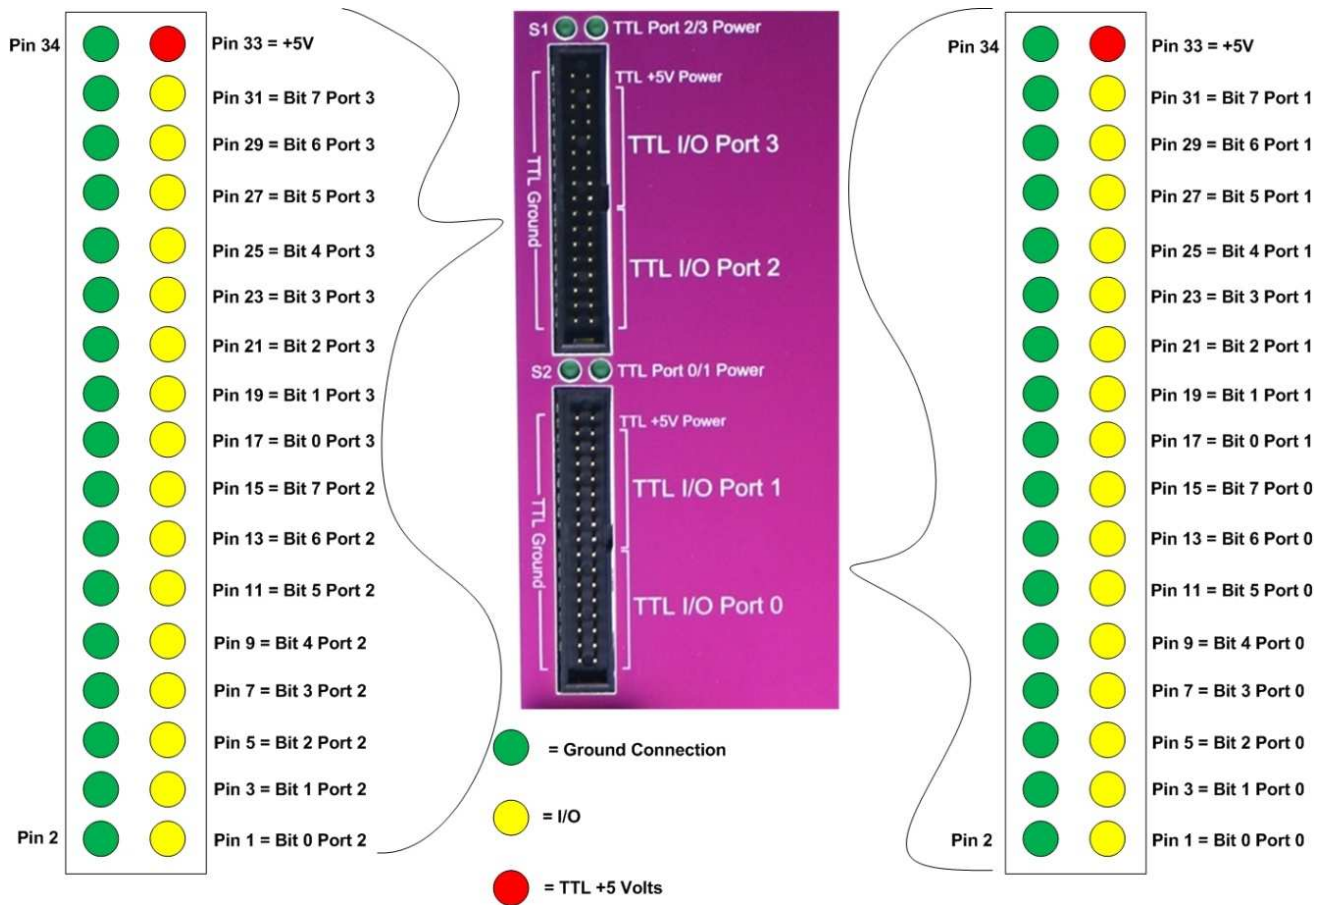 Pin 34
Pin 33 = +5V
Pin 31 = Bit 7 Port 3
Pin 29 = Bit 6 Port 3
Pin 27 = Bit 5 Port 3
Pin 25 = Bit 4 Port 3
Pin 23 = Bit 3 Port 3
Pin 21 = Bit 2 Port 3
Pin 19 = Bit 1 Port 3
Pin 17 = Bit 0 Port 3
Pin 15 = Bit 7 Port 2
Pin 13 = Bit 6 Port 2
Pin 11 = Bit 5 Port 2
Pin 9 = Bit 4 Port 2
Pin 7 = Bit 3 Port 2
Pin 5 = Bit 2 Port 2
Pin 3 = Bit 1 Port 2
Pin 2
Pin 1 = Bit 0 Port 2
S1
TTL Port 2/3 Power
TTL +5V Power
TTL Ground
TTL I/O Port 3
TTL I/O Port 2
S2
TTL Port 0/1 Power
TTL +5V Power
TTL Ground
TTL I/O Port 1
TTL I/O Port 0
= Ground Connection
= I/O
= TTL +5 Volts
Pin 34
Pin 33 = +5V
Pin 31 = Bit 7 Port 1
Pin 29 = Bit 6 Port 1
Pin 27 = Bit 5 Port 1
Pin 25 = Bit 4 Port 1
Pin 23 = Bit 3 Port 1
Pin 21 = Bit 2 Port 1
Pin 19 = Bit 1 Port 1
Pin 17 = Bit 0 Port 1
Pin 15 = Bit 7 Port 0
Pin 13 = Bit 6 Port 0
Pin 11 = Bit 5 Port 0
Pin 9 = Bit 4 Port 0
Pin 7 = Bit 3 Port 0
Pin 5 = Bit 2 Port 0
Pin 3 = Bit 1 Port 0
Pin 2
Pin 1 = Bit 0 Port 0